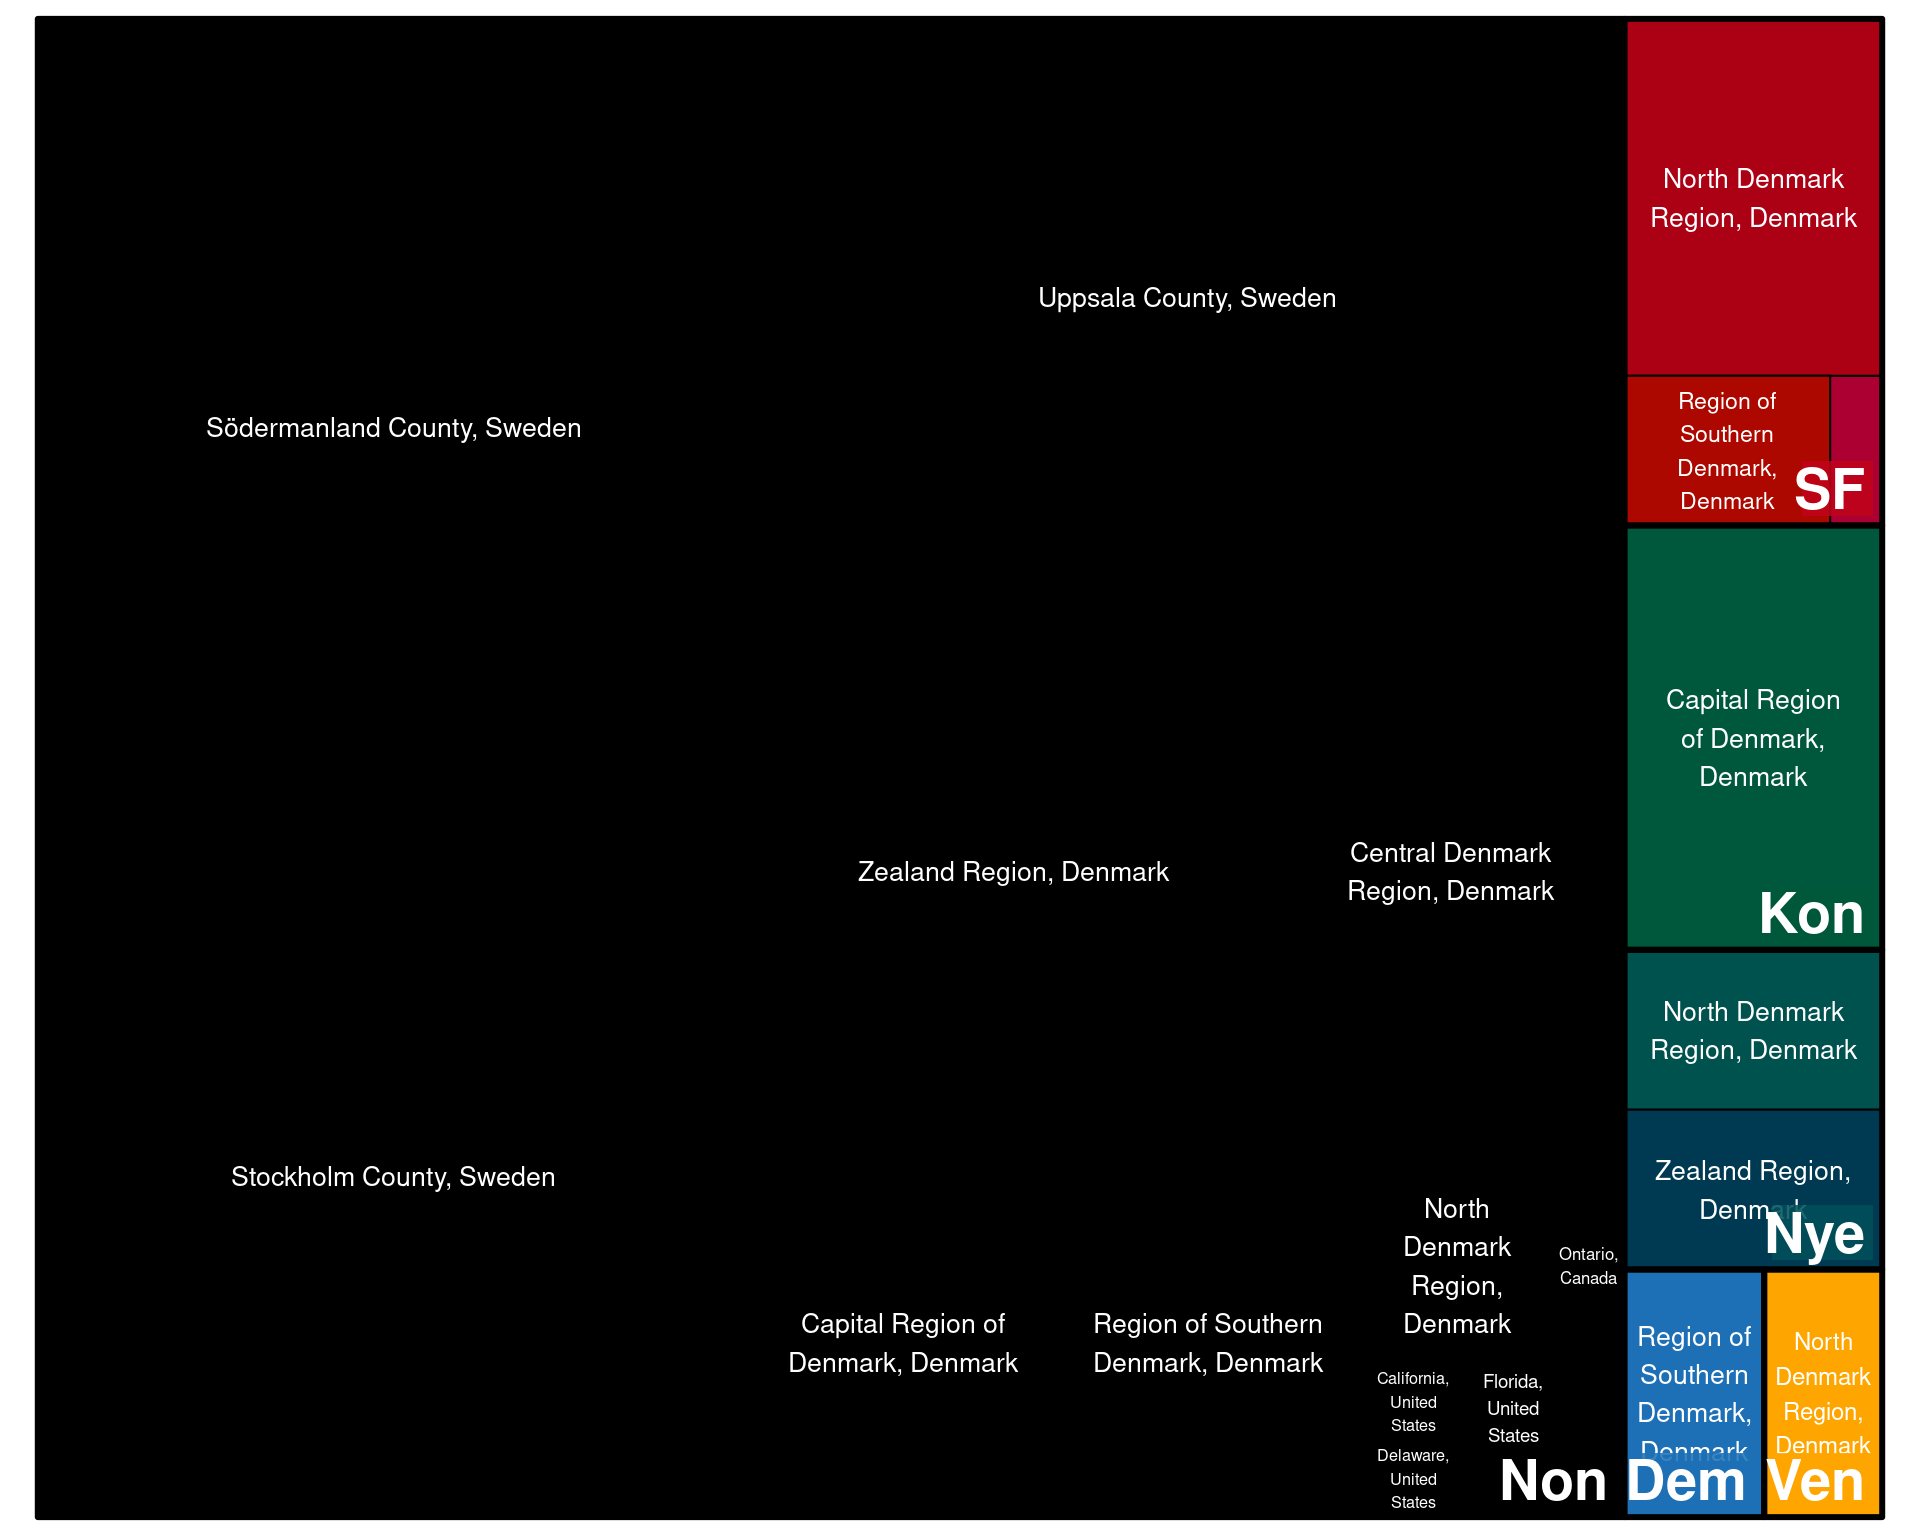 Södermanland County, Sweden
Stockholm County, Sweden
Uppsala County, Sweden
Zealand Region, Denmark
Central Denmark
Region, Denmark
Capital Region of
Denmark, Denmark
Region of Southern
Denmark, Denmark
North
Denmark
Region,
Denmark
Ontario,
Canada
California,
United
States
Delaware,
United
States
Florida,
United
States
Non
North Denmark
Region, Denmark
Region of
Southern
Denmark,
Denmark
SF
Capital Region
of Denmark,
Denmark
Kon
North Denmark
Region, Denmark
Zealand Region,
Denmark
Nye
Region of
Southern
Denmark,
Denmark
Dem
North
Denmark
Region,
Denmark
Ven